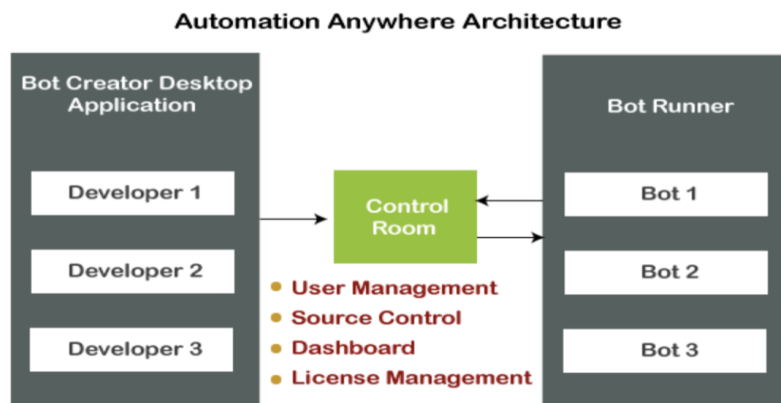 Automation Anywhere Architecture
Bot Creator Desktop
Application
Developer 1
Developer 2
Developer 3
Control
Room
User Management
Source Control
Dashboard
License Management
Bot Runner
Bot 1
Bot 2
Bot 3